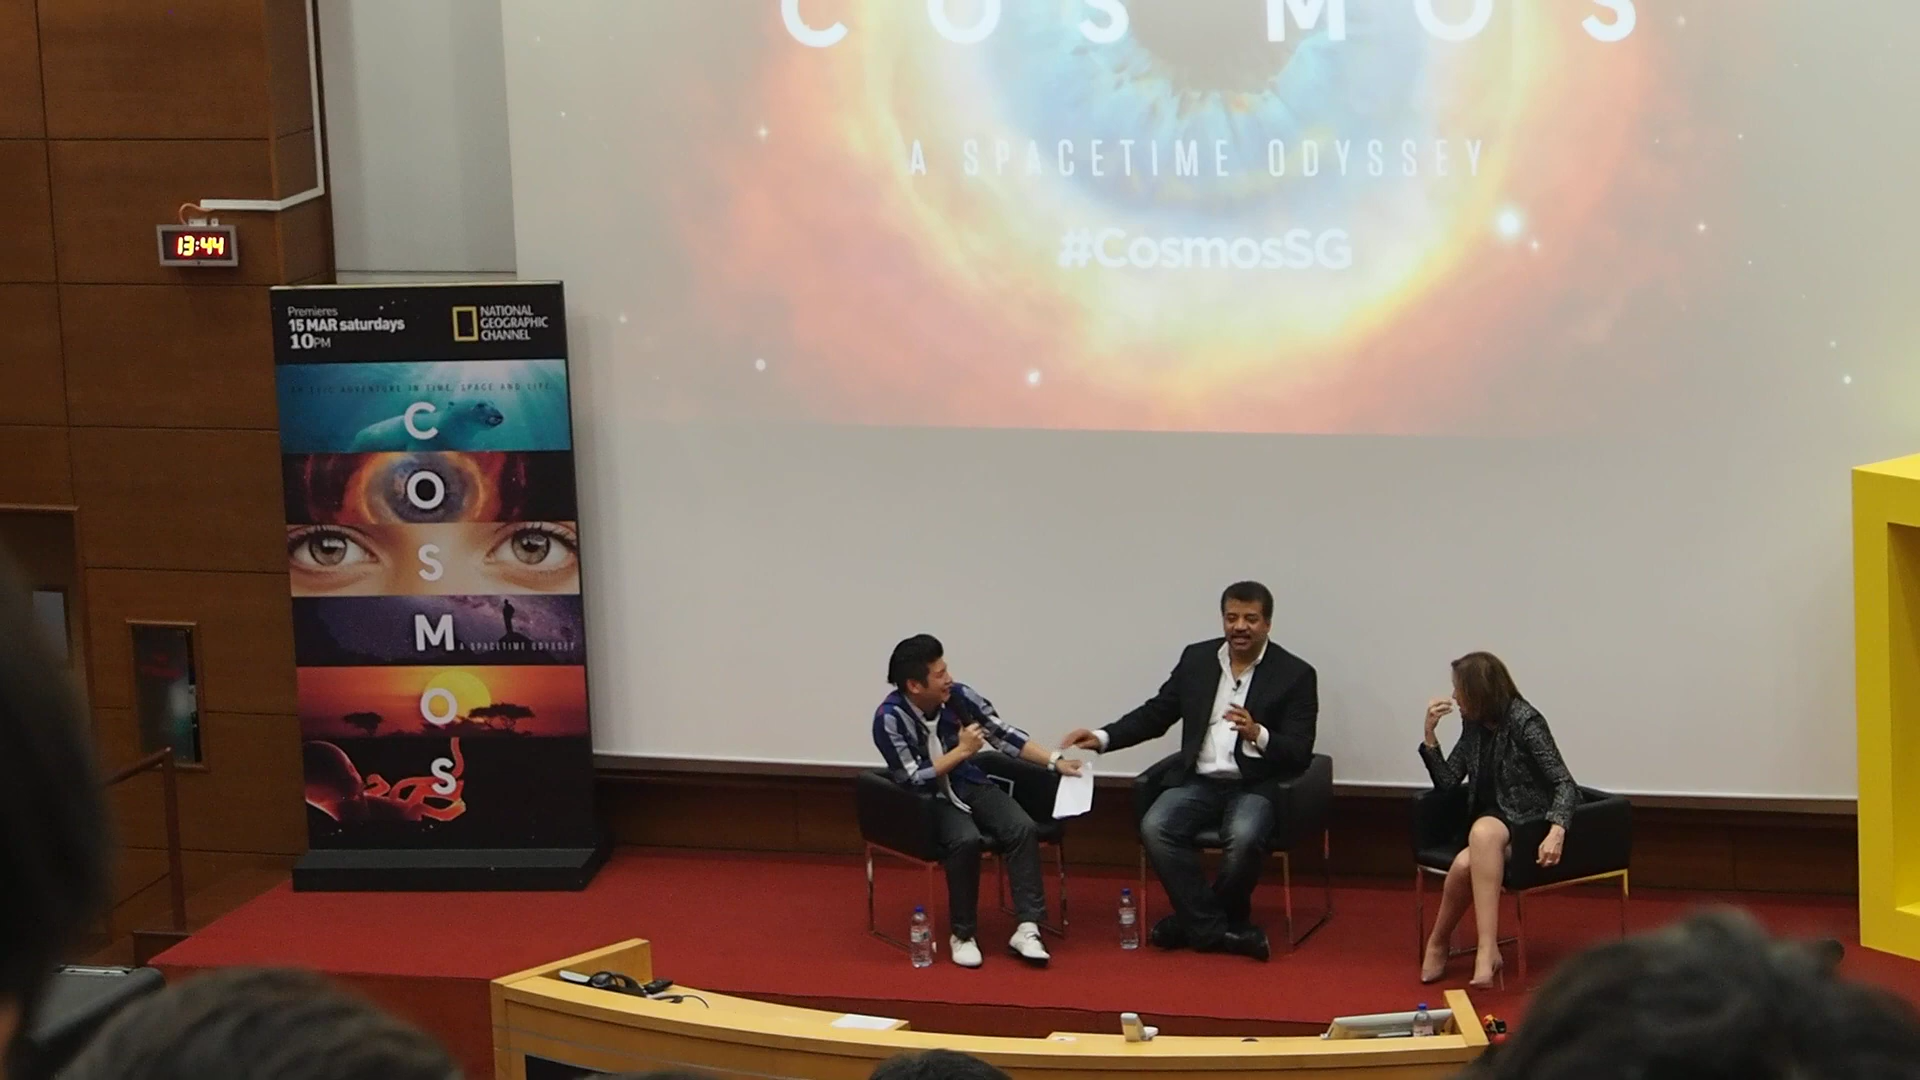 COSMOS
A SPACETIME ODYSSEY
#CosmosSG
13:44
Premieres
15 MAR saturdays
10PM
NATIONAL
GEOGRAPHIC
CHANNEL
AN EPIC ADVENTURE IN TIME, SPACE AND LIFE
C
O
S
M
A SPACETIME ODYSSEY
O
S